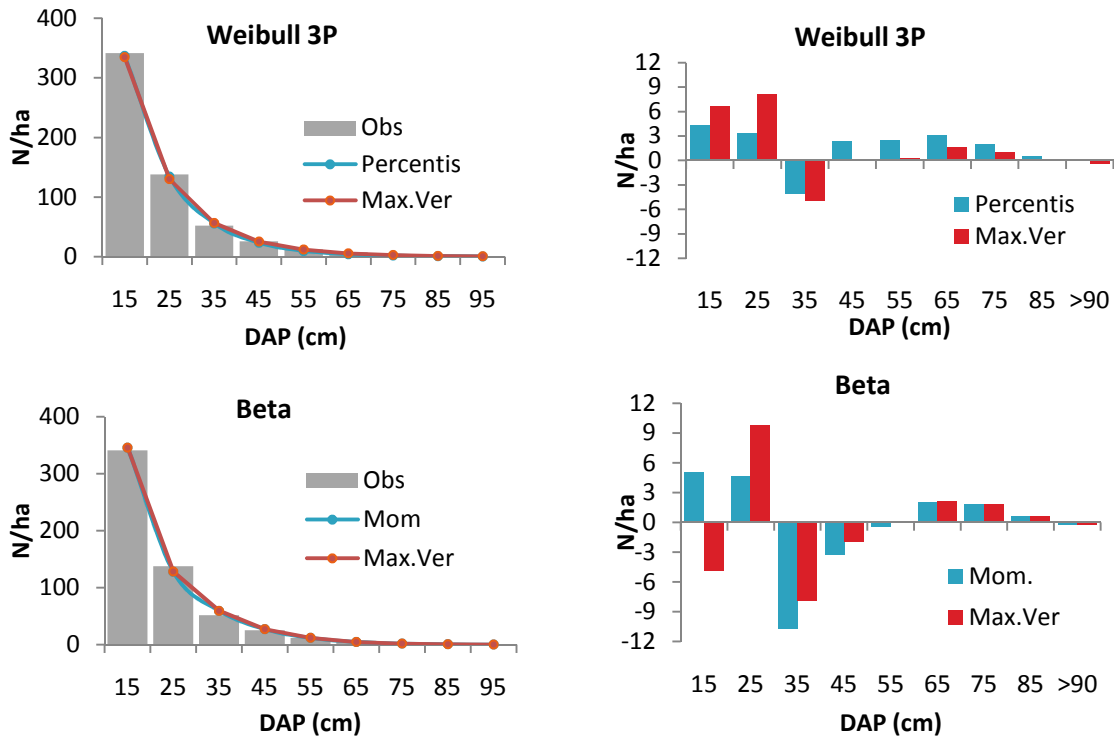 Weibull 3P
400
300
200
100
0
N/ha
Obs
Percentis
Max.Ver
15 25 35 45 55 65 75 85 95
DAP (cm)
Weibull 3P
12
9
6
3
0
-3
-6
-9
-12
N/ha
Percentis
Max.Ver
15 25 35 45 55 65 75 85 >90
DAP (cm)
Beta
400
300
200
100
0
N/ha
Obs
Mom
Max.Ver
15 25 35 45 55 65 75 85 95
DAP (cm)
Beta
12
9
6
3
0
-3
-6
-9
-12
N/ha
Mom.
Max.Ver
15 25 35 45 55 65 75 85 >90
DAP (cm)